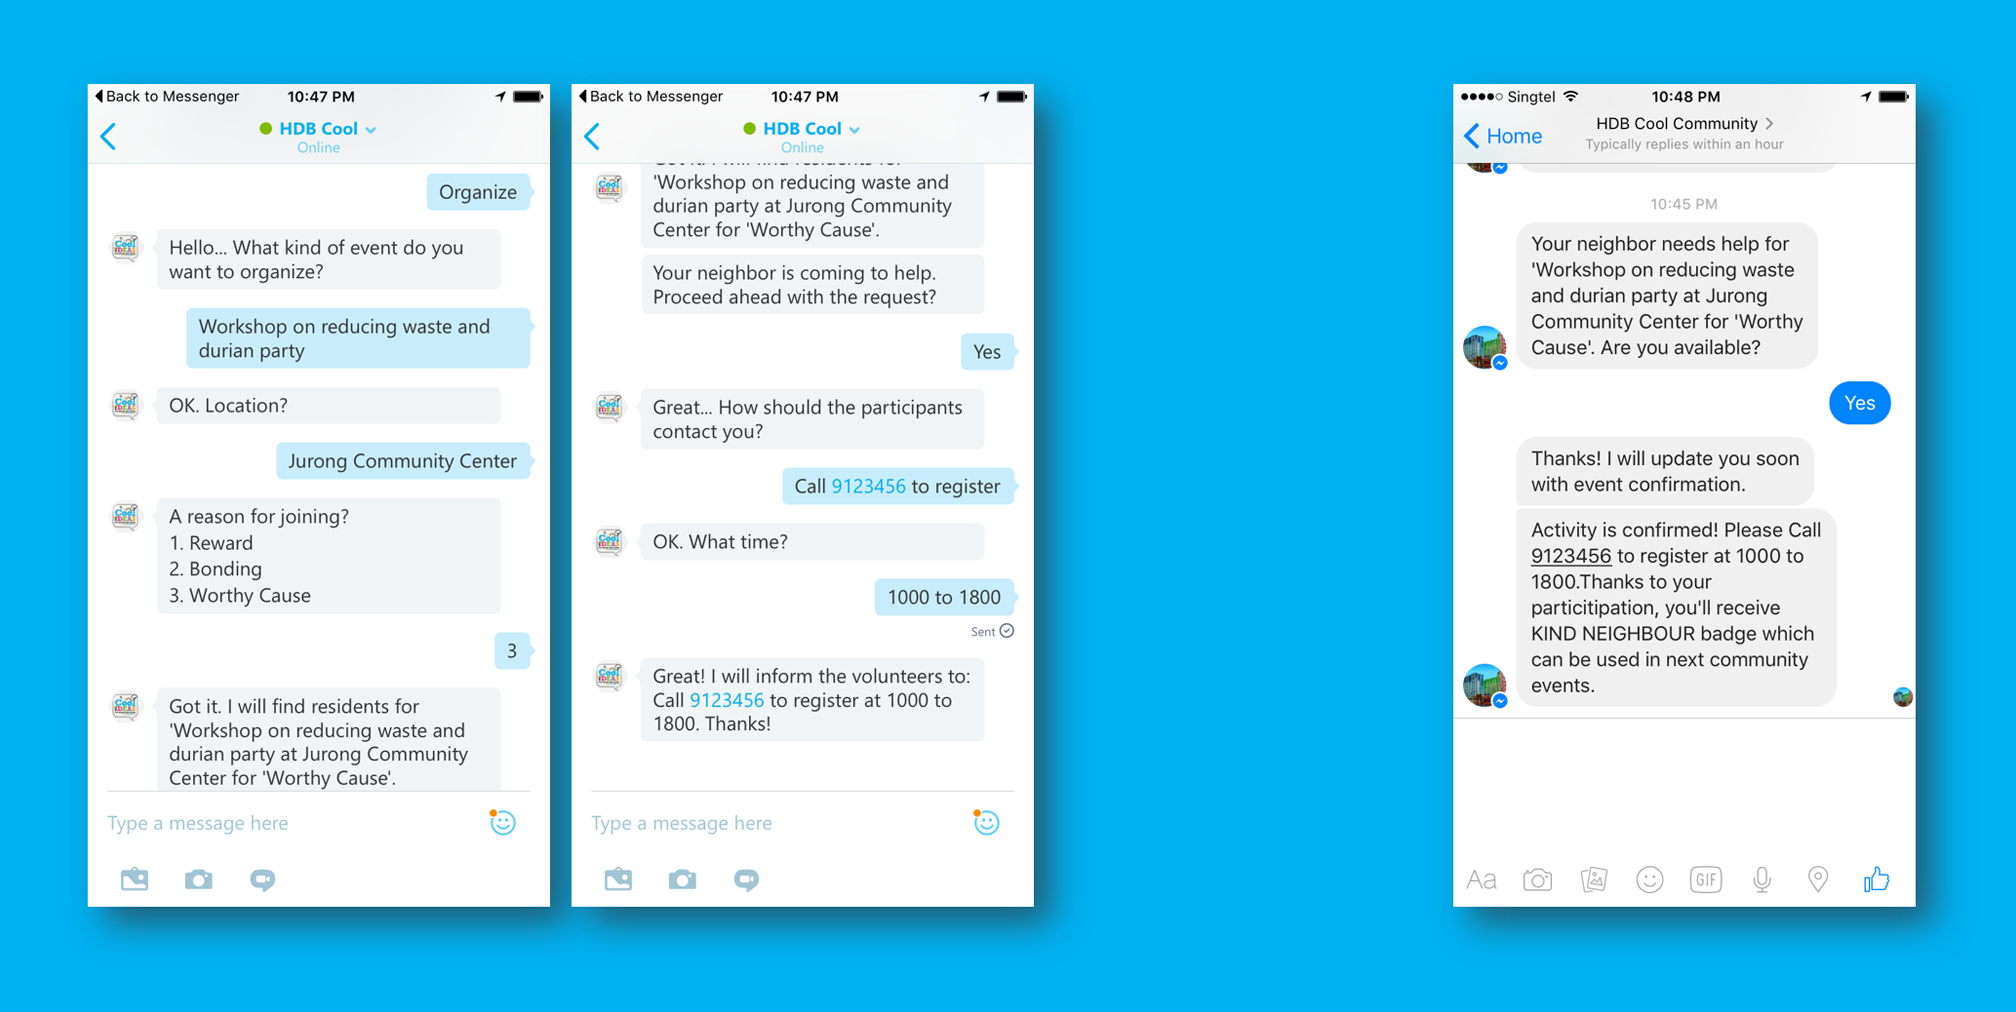 Back to Messenger
10:47 PM
HDB Cool
Online
Organize
Hello... What kind of event do you
want to organize?
Workshop on reducing waste and
durian party
OK. Location?
Jurong Community Center
A reason for joining?
1. Reward
2. Bonding
3. Worthy Cause
3
Got it. I will find residents for
'Workshop on reducing waste and
durian party at Jurong Community
Center for 'Worthy Cause'.
Type a message here
Back to Messenger
10:47 PM
HDB Cool
Online
Got it. I will find residents for
'Workshop on reducing waste and
durian party at Jurong Community
Center for 'Worthy Cause'.
Your neighbor is coming to help.
Proceed ahead with the request?
Yes
Great... How should the participants
contact you?
Call 9123456 to register
OK. What time?
1000 to 1800
Sent
Great! I will inform the volunteers to:
Call 9123456 to register at 1000 to
1800. Thanks!
Type a message here
Singtel
10:48 PM
Home
HDB Cool Community
Typically replies within an hour
10:45 PM
Your neighbor needs help for
'Workshop on reducing waste
and durian party at Jurong
Community Center for 'Worthy
Cause'. Are you available?
Yes
Thanks! I will update you soon
with event confirmation.
Activity is confirmed! Please Call
9123456 to register at 1000 to
1800.Thanks to your
particitipation, you'll receive
KIND NEIGHBOUR badge which
can be used in next community
events.
Aa
GIF